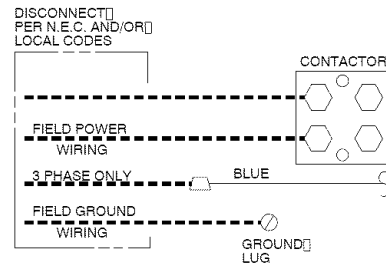 DISCONNECT
PER N.E.C. AND/OR
LOCAL CODES
CONTACTOR
FIELD POWER
WIRING
3 PHASE ONLY
BLUE
FIELD GROUND
WIRING
GROUND
LUG